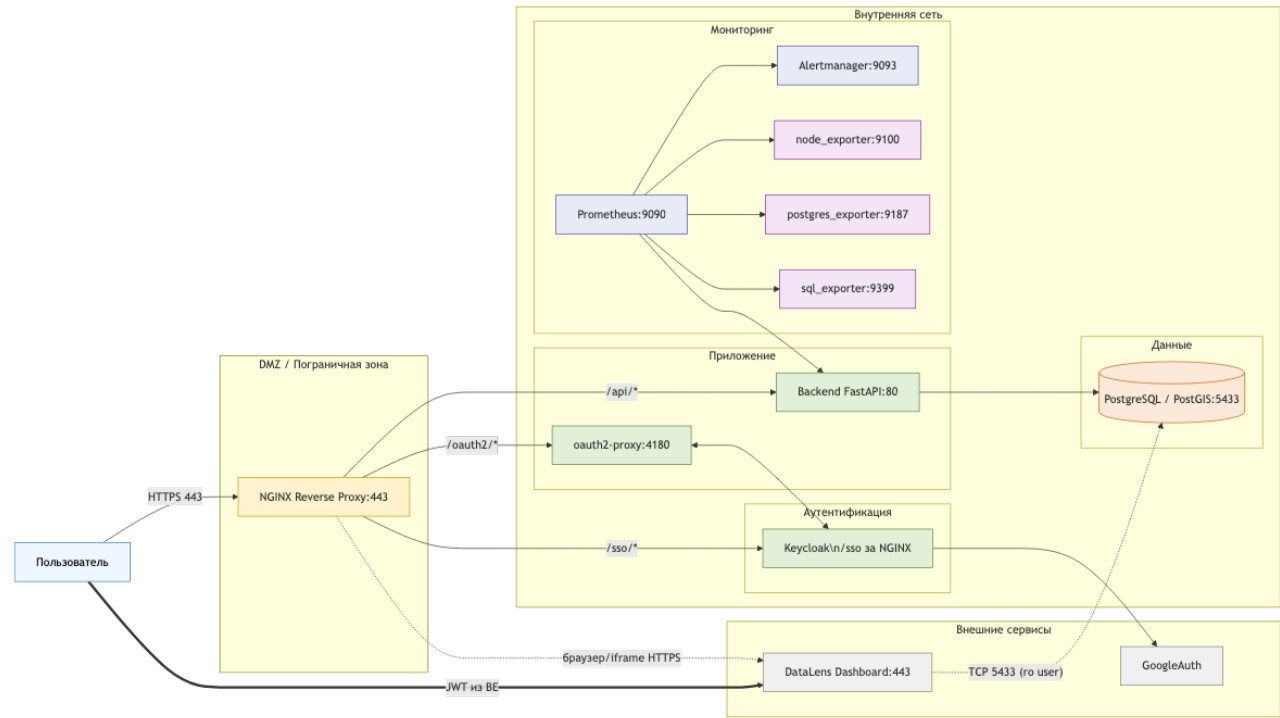 Внутренняя сеть
Мониторинг
Alertmanager:9093
node_exporter:9100
Prometheus:9090
postgres_exporter:9187
sql_exporter:9399
Данные
PostgreSQL / PostGIS:5433
Приложение
Backend FastAPI:80
oauth2-proxy:4180
DMZ / Пограничная зона
/api/*
/oauth2/*
HTTPS 443
NGINX Reverse Proxy:443
Аутентификация
/sso/*
Keycloak\n/sso за NGINX
Пользователь
Внешние сервисы
браузер/iframe HTTPS
DataLens Dashboard:443
TCP 5433 (ro user)
GoogleAuth
JWT из BE